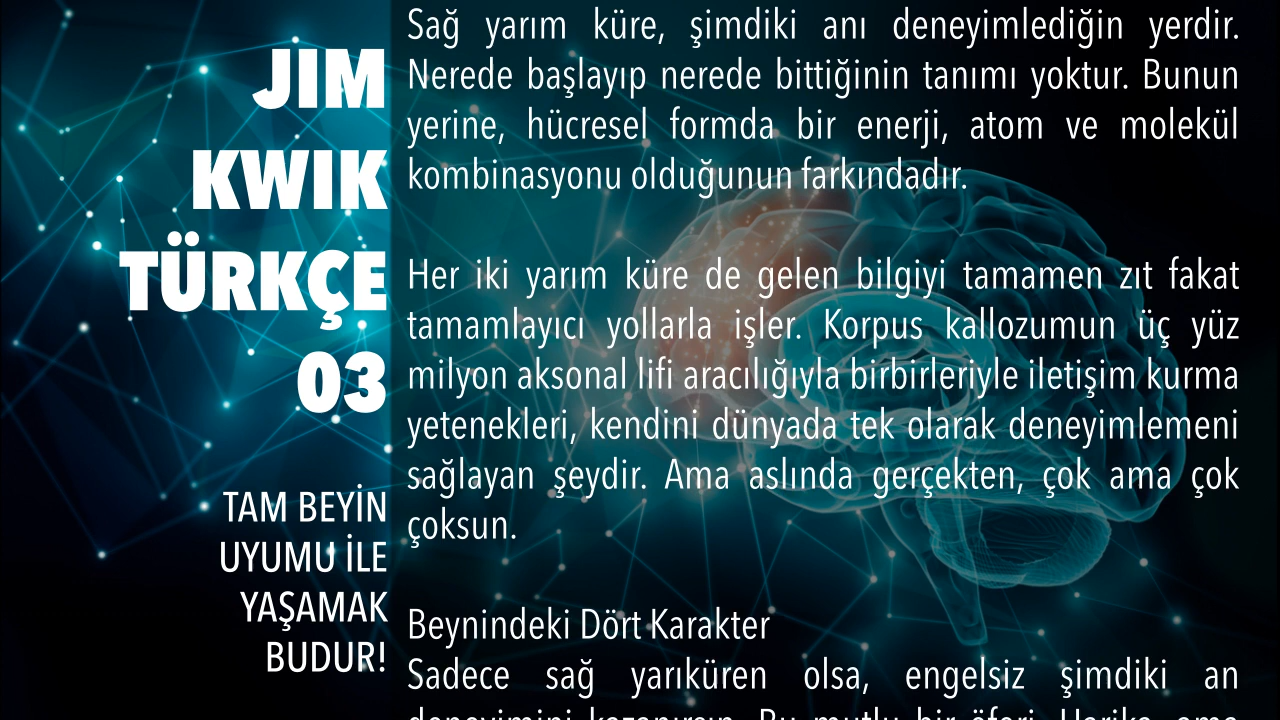 JIM
KWIK
TÜRKÇE
03
TAM BEYİN
UYUMU İLE
YAŞAMAK
BUDUR!
Sağ yarım küre, şimdiki anı deneyimlediğin yerdir.
Nerede başlayıp nerede bittiğinin tanımı yoktur. Bunun
yerine, hücresel formda bir enerji, atom ve molekül
kombinasyonu olduğunun farkındadır.
Her iki yarım küre de gelen bilgiyi tamamen zıt fakat
tamamlayıcı yollarla işler. Korpus kallozumun üç yüz
milyon aksonal lifi aracılığıyla birbirleriyle iletişim kurma
yetenekleri, kendini dünyada tek olarak deneyimlemeni
sağlayan şeydir. Ama aslında gerçekten, çok ama çok
çoksun.
Beynindeki Dört Karakter
Sadece sağ yarıküren olsa, engelsiz şimdiki an